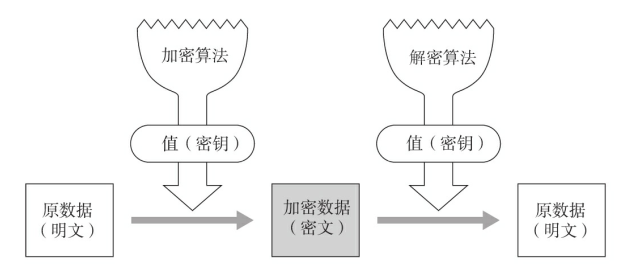 加密算法
解密算法
值（密钥）
值（密钥）
原数据
（明文）
加密数据
（密文）
原数据
（明文）